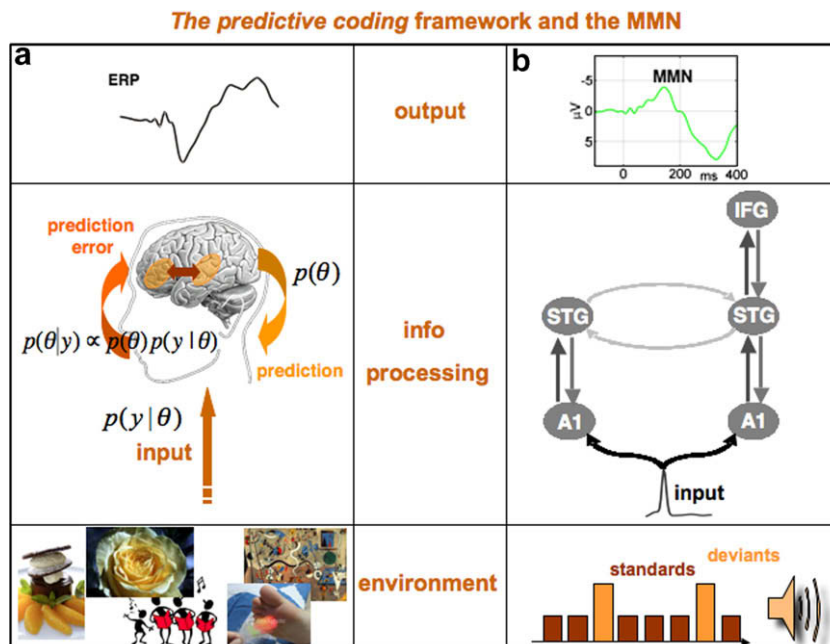 The predictive coding framework and the MMN
a
ERP
output
b
MMN
-5
0
5
µV
0
200
ms
400
prediction
error
p(θ)
p(θ|y) ∝ p(θ) p(y | θ)
prediction
p(y | θ)
input
info
processing
IFG
STG
STG
A1
A1
input
environment
deviants
standards